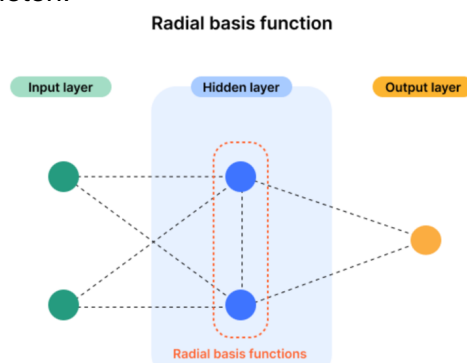 Radial basis function
Input layer
Hidden layer
Output layer
Radial basis functions